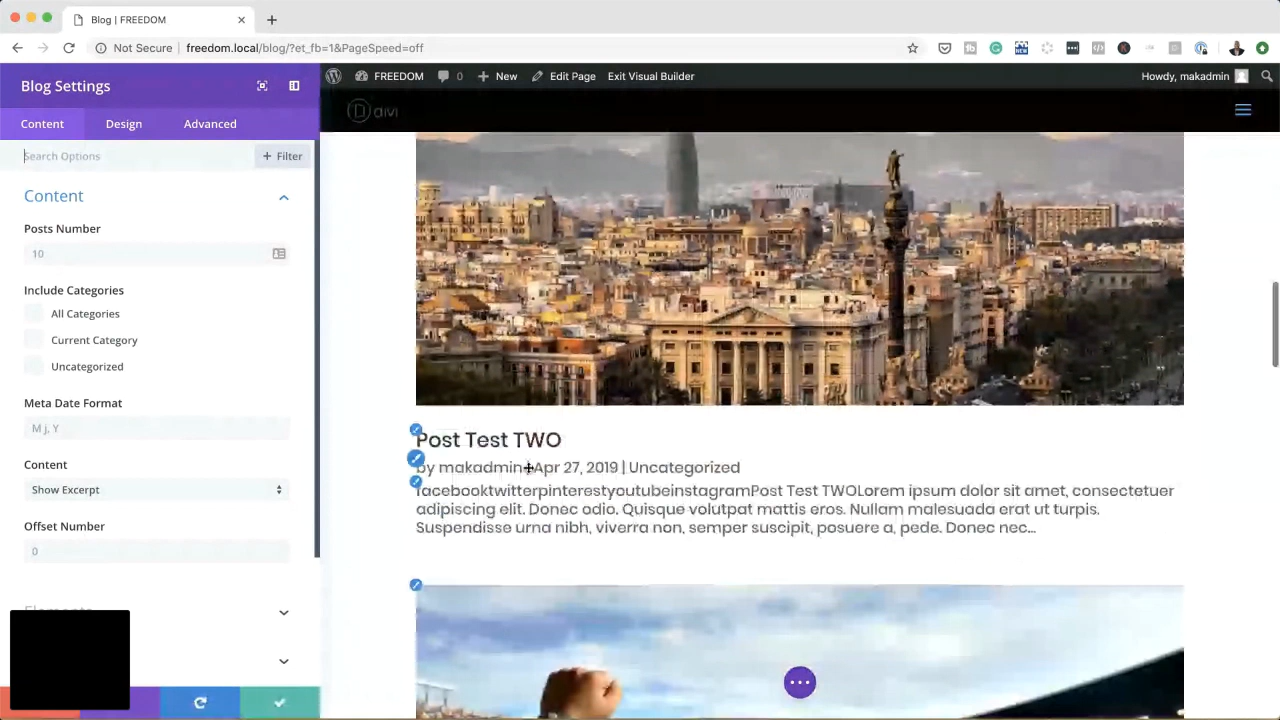 Blog | FREEDOM
Not Secure | freedom.local/blog/?et_fb=1&PageSpeed=off
Blog Settings
FREEDOM 0 New Edit Page Exit Visual Builder Howdy, makadmin
Content Design Advanced
Search Options + Filter
Content
Posts Number
10
Include Categories
All Categories
Current Category
Uncategorized
Meta Date Format
M j, Y
Content
Show Excerpt
Offset Number
0
Elements
divi
Post Test TWO
by makadmin Apr 27, 2019 | Uncategorized
facebooktwitterpinterestyoutubeinstagramPost Test TWOLorem ipsum dolor sit amet, consectetuer
adipiscing elit. Donec odio. Quisque volutpat mattis eros. Nullam malesuada erat ut turpis.
Suspendisse urna nibh, viverra non, semper suscipit, posuere a, pede. Donec nec...